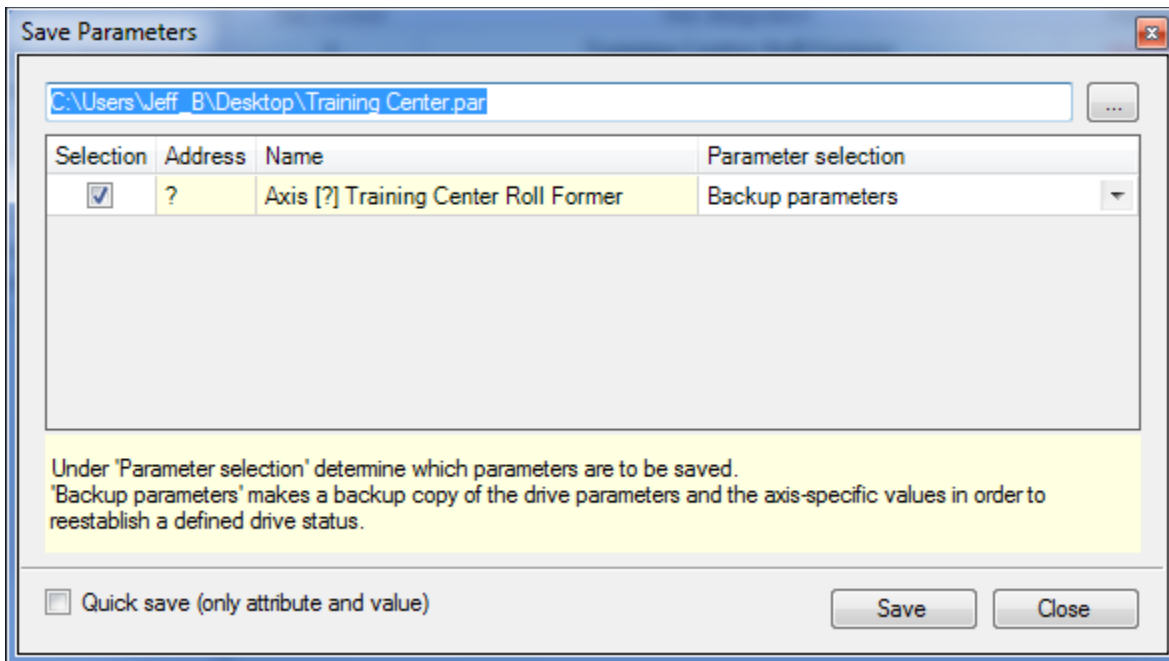 Save Parameters
C:\Users\Jeff_B\Desktop\Training Center.par
...
Selection Address Name Parameter selection
? Axis [?] Training Center Roll Former Backup parameters
Under 'Parameter selection' determine which parameters are to be saved.
'Backup parameters' makes a backup copy of the drive parameters and the axis-specific values in order to
reestablish a defined drive status.
Quick save (only attribute and value)
Save Close